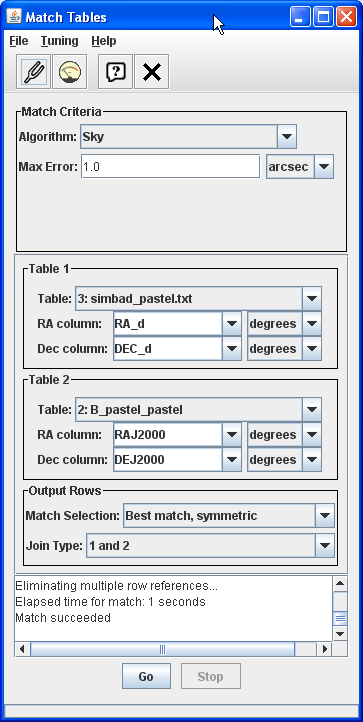 Match Tables
File Tuning Help
Match Criteria
Algorithm: Sky
Max Error: 1.0 arcsec
Table 1
Table: 3: simbad_pastel.txt
RA column: RA_d degrees
Dec column: DEC_d degrees
Table 2
Table: 2: B_pastel_pastel
RA column: RAJ2000 degrees
Dec column: DEJ2000 degrees
Output Rows
Match Selection: Best match, symmetric
Join Type: 1 and 2
Eliminating multiple row references...
Elapsed time for match: 1 seconds
Match succeeded
Go Stop